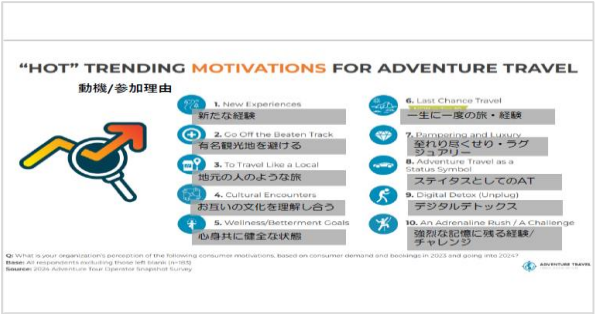 “HOT” TRENDING MOTIVATIONS FOR ADVENTURE TRAVEL
動機/参加理由
1. New Experiences
新たな経験
2. Go Off the Beaten Track
有名観光地を避ける
3. To Travel Like a Local
地元の人のような旅
4. Cultural Encounters
お互いの文化を理解し合う
5. Wellness/Betterment Goals
心身共に健全な状態
6. Last Chance Travel
一生に一度の旅・経験
7. Pampering and Luxury
至れり尽くせり・ラグ
ジュアリー
8. Adventure Travel as a
Status Symbol
ステイタスとしてのAT
9. Digital Detox (Unplug)
デジタルデトックス
10. An Adrenaline Rush / A Challenge
強烈な記憶に残る経験/
チャレンジ
Q: What is your organization's perception of the following consumer motivations, based on consumer demand and bookings in 2023 and going into 2024?
Base: All respondents excluding those left blank (n=163).
Source: 2024 Adventure Tour Operator Snapshot Survey
ADVENTURE TRAVEL